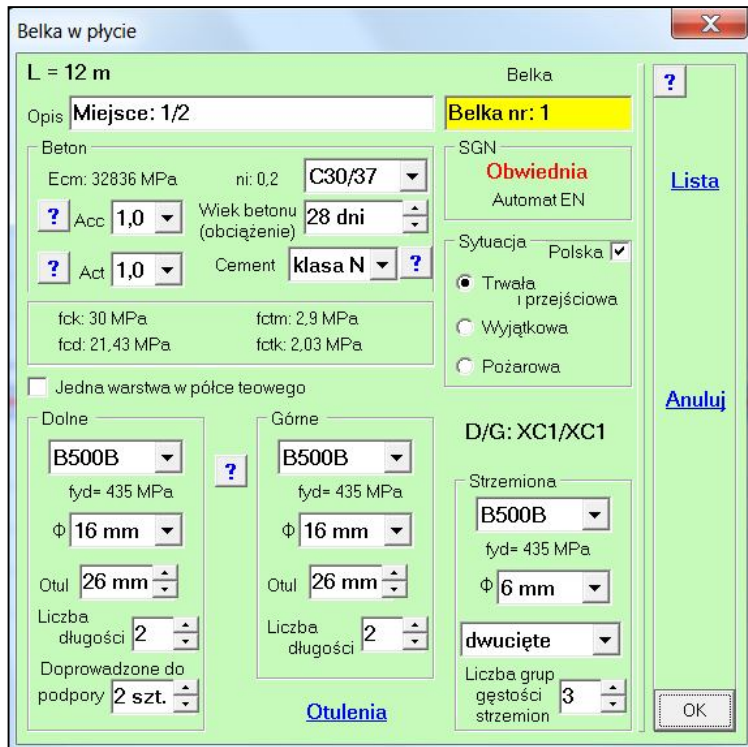 Belka w płycie
X
L = 12 m
Belka
Opis Miejsce: 1/2
Belka nr: 1
Beton
Ecm: 32836 MPa ni: 0,2 C30/37
? Acc 1,0
Wiek betonu
(obciążenie) 28 dni
? Act 1,0 Cement klasa N ?
fck: 30 MPa fctm: 2,9 MPa
fcd: 21,43 MPa fctk: 2,03 MPa
SGN
Obwiednia
Automat EN
Sytuacja Polska
Trwała
i przejściowa
Wyjątkowa
Pożarowa
Jedna warstwa w półce teowego
Dolne
B500B
fyd= 435 MPa
Φ 16 mm
Otul 26 mm
Liczba
długości 2
Doprowadzone do
podpory 2 szt.
?
Górne
B500B
fyd= 435 MPa
Φ 16 mm
Otul 26 mm
Liczba
długości 2
Otulenia
D/G: XC1/XC1
Strzemiona
B500B
fyd= 435 MPa
Φ 6 mm
dwucięte
Liczba grup
gęstości
strzemion 3
?
Lista
Anuluj
OK